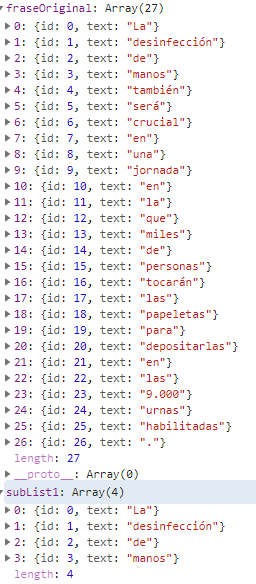 ▼fraseOriginal: Array(27)
▶0: {id: 0, text: "La"}
▶1: {id: 1, text: "desinfección"}
▶2: {id: 2, text: "de"}
▶3: {id: 3, text: "manos"}
▶4: {id: 4, text: "también"}
▶5: {id: 5, text: "será"}
▶6: {id: 6, text: "crucial"}
▶7: {id: 7, text: "en"}
▶8: {id: 8, text: "una"}
▶9: {id: 9, text: "jornada"}
▶10: {id: 10, text: "en"}
▶11: {id: 11, text: "la"}
▶12: {id: 12, text: "que"}
▶13: {id: 13, text: "miles"}
▶14: {id: 14, text: "de"}
▶15: {id: 15, text: "personas"}
▶16: {id: 16, text: "tocarán"}
▶17: {id: 17, text: "las"}
▶18: {id: 18, text: "papeletas"}
▶19: {id: 19, text: "para"}
▶20: {id: 20, text: "depositarlas"}
▶21: {id: 21, text: "en"}
▶22: {id: 22, text: "las"}
▶23: {id: 23, text: "9.000"}
▶24: {id: 24, text: "urnas"}
▶25: {id: 25, text: "habilitadas"}
▶26: {id: 26, text: "."}
length: 27
▶__proto__: Array(0)
▼subList1: Array(4)
▶0: {id: 0, text: "La"}
▶1: {id: 1, text: "desinfección"}
▶2: {id: 2, text: "de"}
▶3: {id: 3, text: "manos"}
length: 4